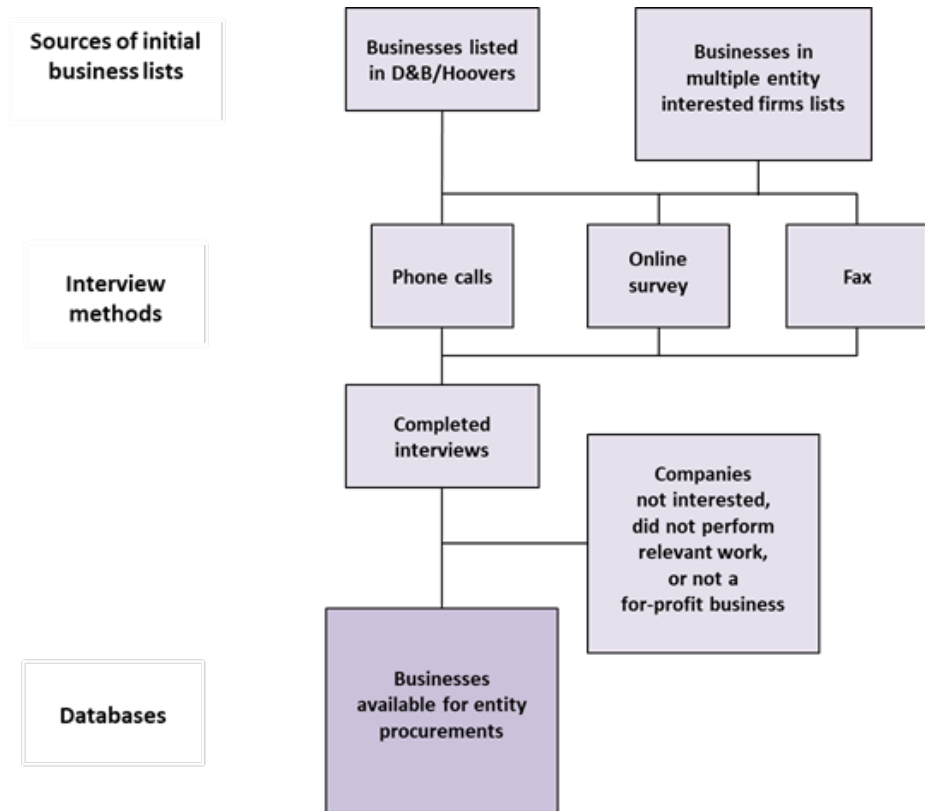 Sources of initial
business lists
Businesses listed
in D&B/Hoovers
Businesses in
multiple entity
interested firms lists
Interview
methods
Phone calls
Online
survey
Fax
Completed
interviews
Companies
not interested,
did not perform
relevant work,
or not a
for-profit business
Databases
Businesses
available for entity
procurements